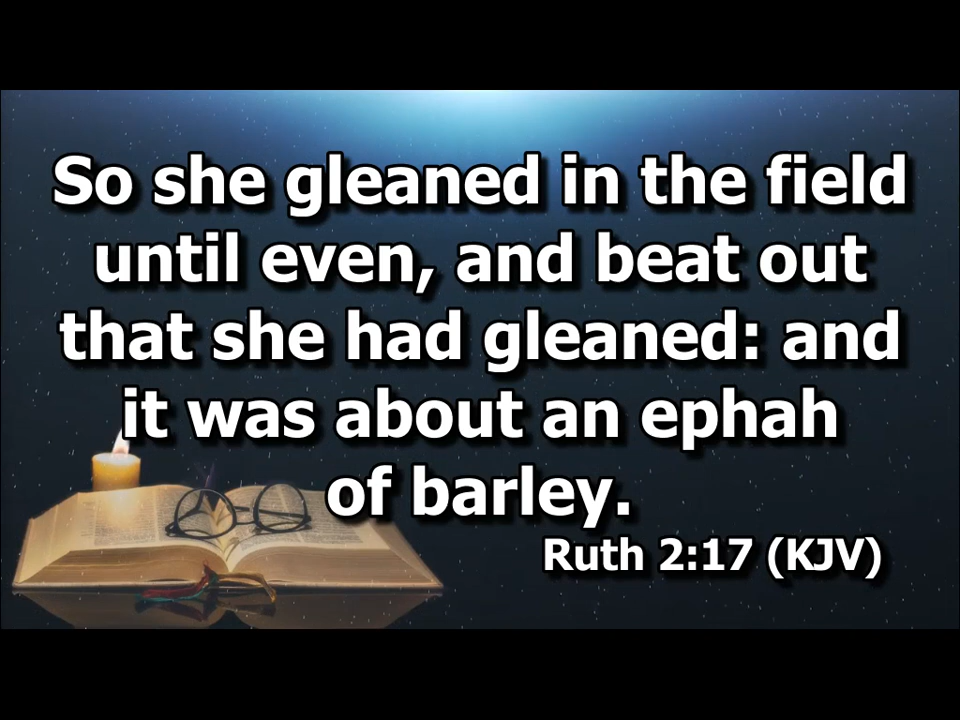 So she gleaned in the field
until even, and beat out
that she had gleaned: and
it was about an ephah
of barley.
Ruth 2:17 (KJV)